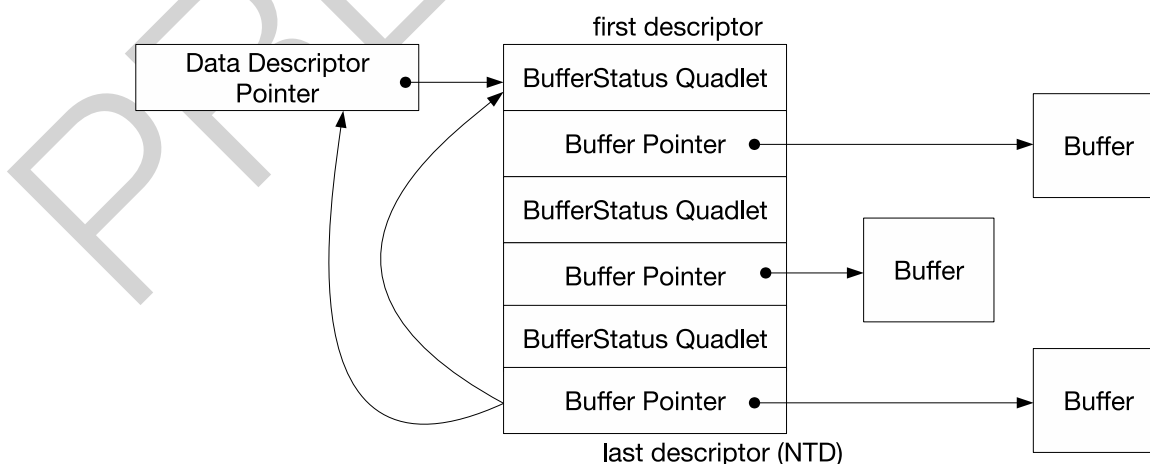 first descriptor
Data Descriptor
Pointer
BufferStatus Quadlet
Buffer Pointer
Buffer
BufferStatus Quadlet
Buffer Pointer
Buffer
BufferStatus Quadlet
Buffer Pointer
Buffer
last descriptor (NTD)
PRE